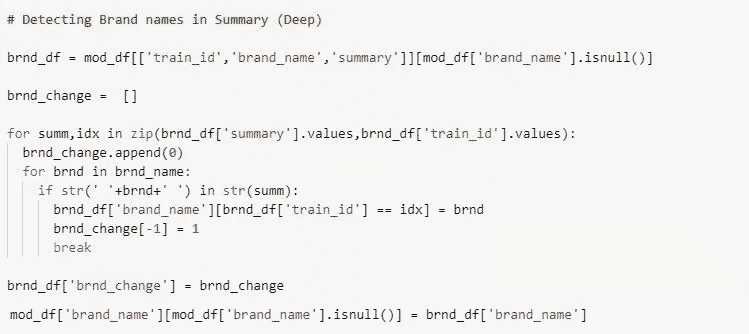 # Detecting Brand names in Summary (Deep)
brnd_df = mod_df[['train_id','brand_name','summary']][mod_df['brand_name'].isnull()]
brnd_change =  []
for summ,idx in zip(brnd_df['summary'].values,brnd_df['train_id'].values):
  brnd_change.append(0)
  for brnd in brnd_name:
    if str(' '+brnd+' ') in str(summ):
      brnd_df['brand_name'][brnd_df['train_id'] == idx] = brnd
      brnd_change[-1] = 1
      break
brnd_df['brnd_change'] = brnd_change
mod_df['brand_name'][mod_df['brand_name'].isnull()] = brnd_df['brand_name']